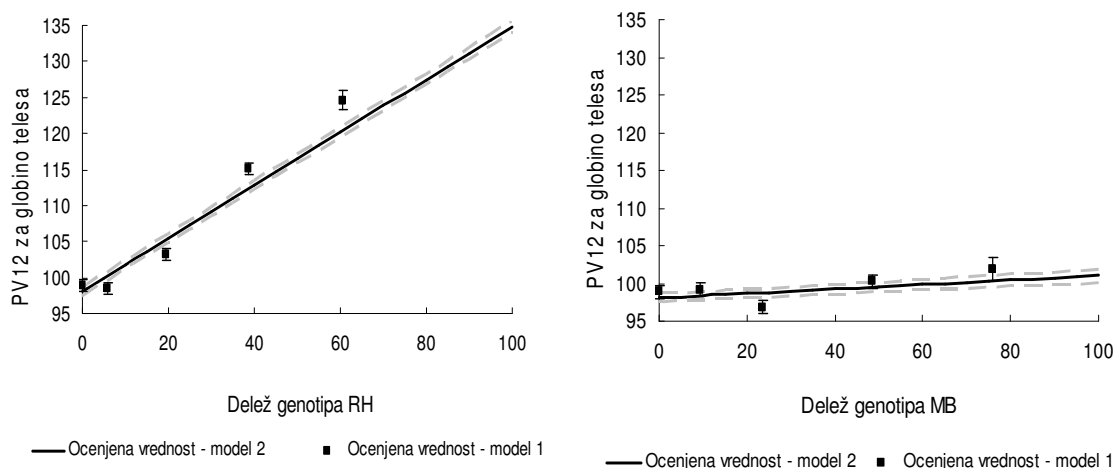 PV12 za globino telesa
135
130
125
120
115
110
105
100
95
0 20 40 60 80 100
Delež genotipa RH
Ocenjena vrednost - model 2 Ocenjena vrednost - model 1
PV12 za globino telesa
135
130
125
120
115
110
105
100
95
0 20 40 60 80 100
Delež genotipa MB
Ocenjena vrednost - model 2 Ocenjena vrednost - model 1